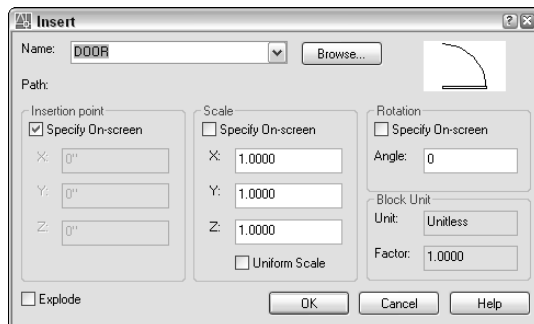 Insert
Name: DOOR Browse...
Path:
Insertion point
Specify On-screen
X: 0"
Y: 0"
Z: 0"
Scale
Specify On-screen
X: 1.0000
Y: 1.0000
Z: 1.0000
Uniform Scale
Rotation
Specify On-screen
Angle: 0
Block Unit
Unit: Unitless
Factor: 1.0000
Explode
OK Cancel Help